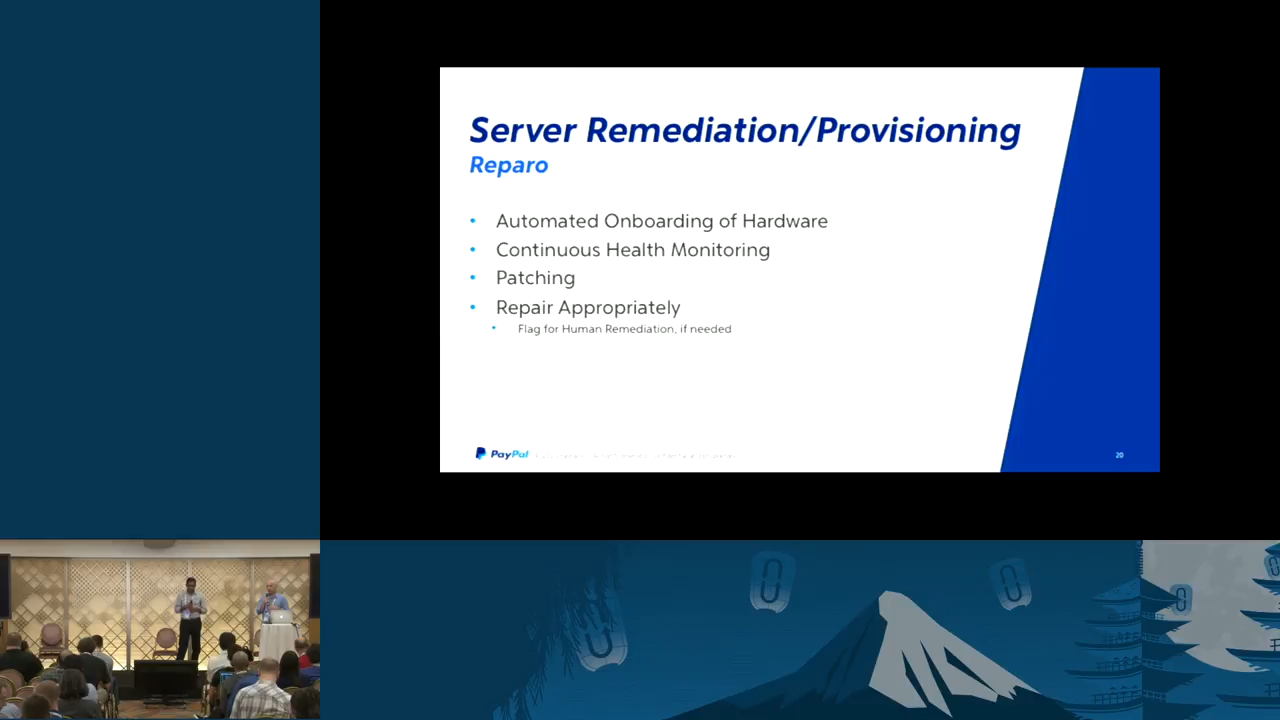 Server Remediation/Provisioning
Reparo
• Automated Onboarding of Hardware
• Continuous Health Monitoring
• Patching
• Repair Appropriately
• Flag for Human Remediation, if needed
PayPal
20